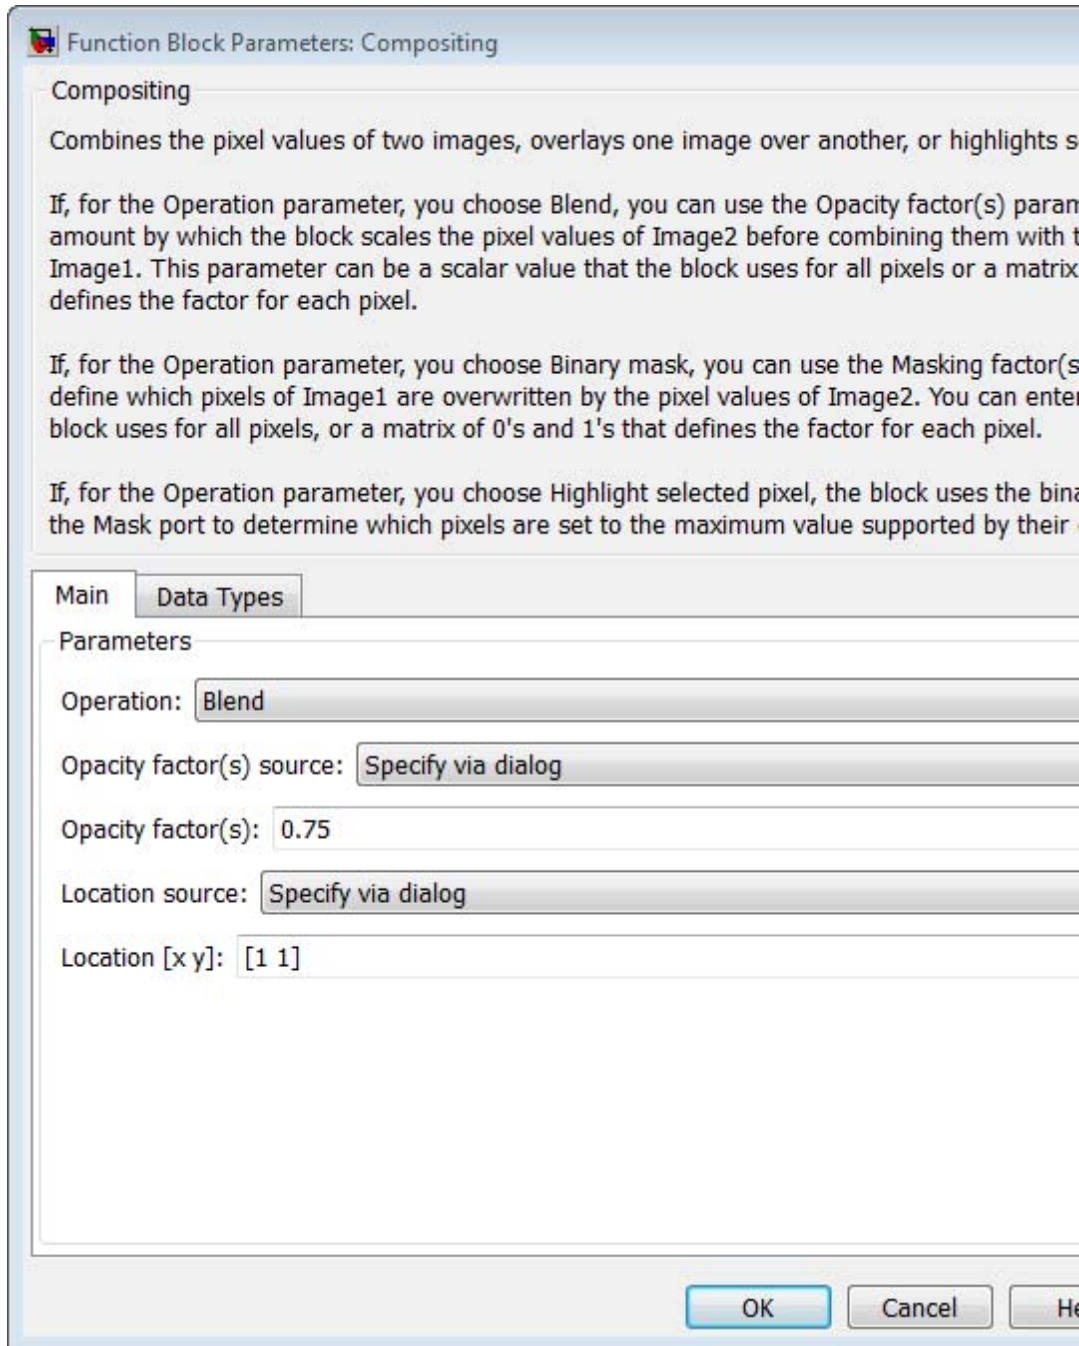 Function Block Parameters: Compositing
Compositing
Combines the pixel values of two images, overlays one image over another, or highlights s
If, for the Operation parameter, you choose Blend, you can use the Opacity factor(s) param
amount by which the block scales the pixel values of Image2 before combining them with t
Image1. This parameter can be a scalar value that the block uses for all pixels or a matrix
defines the factor for each pixel.
If, for the Operation parameter, you choose Binary mask, you can use the Masking factor(s
define which pixels of Image1 are overwritten by the pixel values of Image2. You can enter
block uses for all pixels, or a matrix of 0's and 1's that defines the factor for each pixel.
If, for the Operation parameter, you choose Highlight selected pixel, the block uses the bina
the Mask port to determine which pixels are set to the maximum value supported by their
Main Data Types
Parameters
Operation: Blend
Opacity factor(s) source: Specify via dialog
Opacity factor(s): 0.75
Location source: Specify via dialog
Location [x y]: [1 1]
OK Cancel He